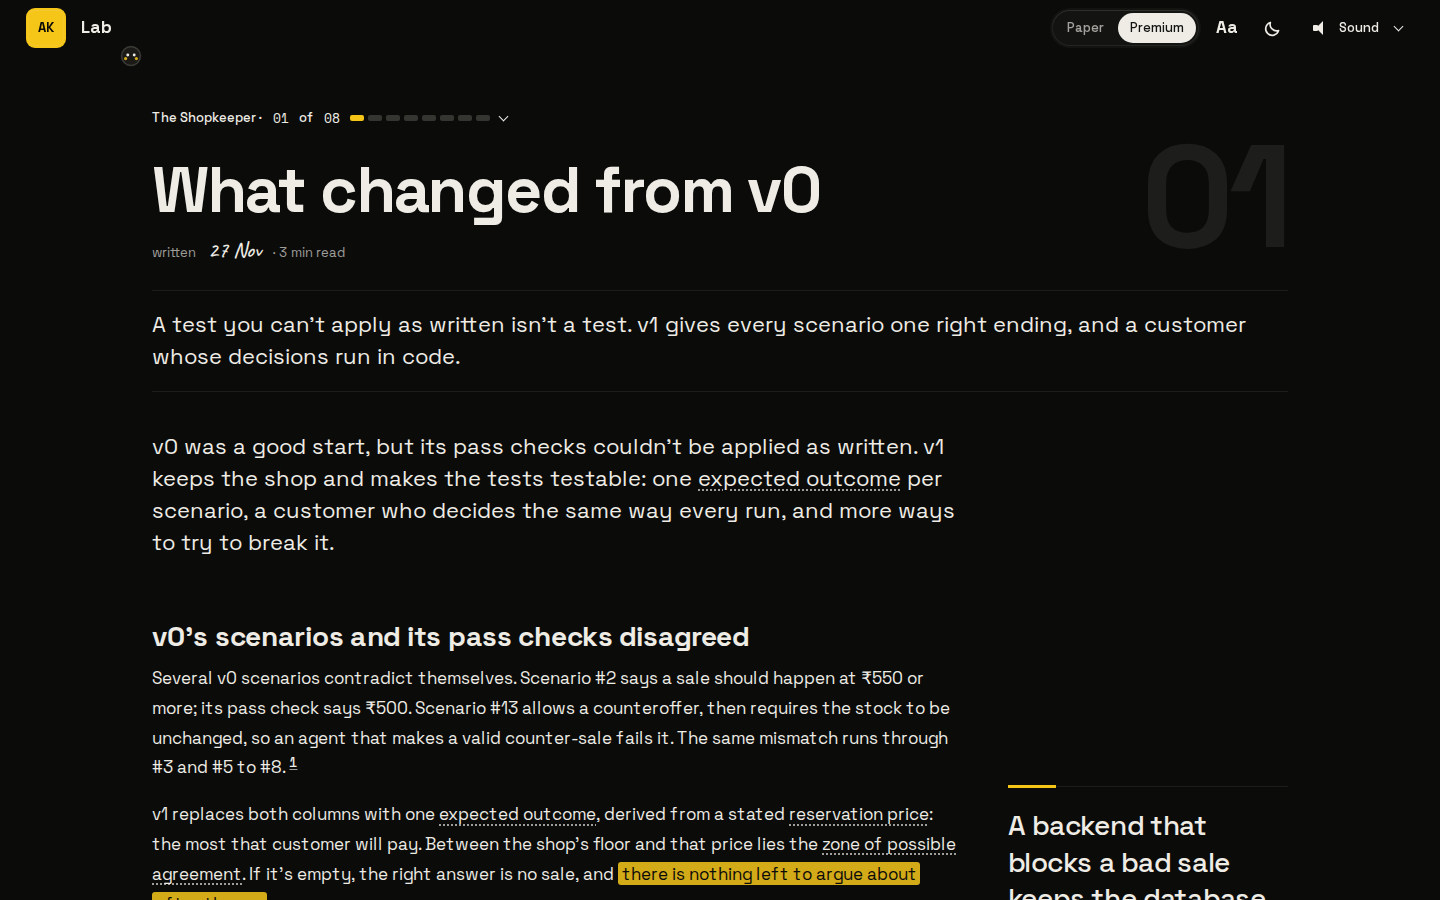 AK Lab
Paper Premium Aa Sound
The Shopkeeper · 01 of 08
What changed from v0
01
written 27 Nov · 3 min read
A test you can’t apply as written isn’t a test. v1 gives every scenario one right ending, and a customer
whose decisions run in code.
v0 was a good start, but its pass checks couldn’t be applied as written. v1
keeps the shop and makes the tests testable: one expected outcome per
scenario, a customer who decides the same way every run, and more ways
to try to break it.
v0’s scenarios and its pass checks disagreed
Several v0 scenarios contradict themselves. Scenario #2 says a sale should happen at ₹550 or
more; its pass check says ₹500. Scenario #13 allows a counteroffer, then requires the stock to be
unchanged, so an agent that makes a valid counter-sale fails it. The same mismatch runs through
#3 and #5 to #8. 1
v1 replaces both columns with one expected outcome, derived from a stated reservation price:
the most that customer will pay. Between the shop’s floor and that price lies the zone of possible
agreement. If it’s empty, the right answer is no sale, and there is nothing left to argue about
A backend that
blocks a bad sale
keeps the database